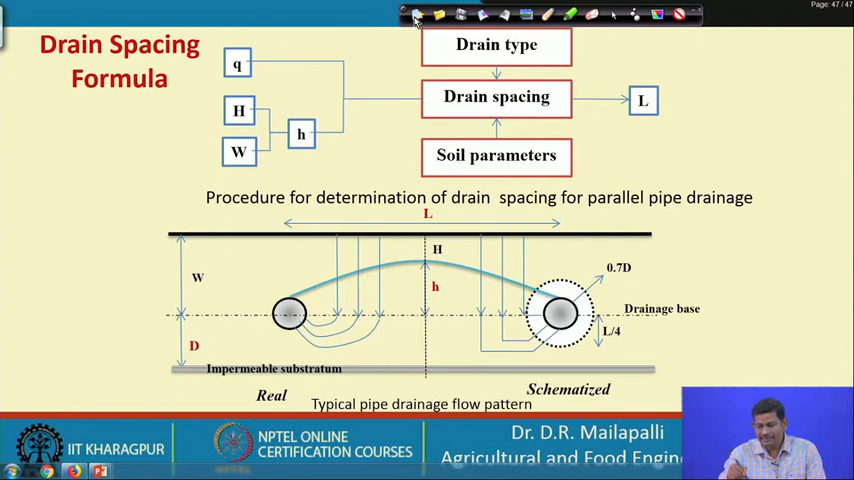 Page: 47 / 47
Drain Spacing
Formula
q
Drain type
H
Drain spacing
L
h
W
Soil parameters
Procedure for determination of drain spacing for parallel pipe drainage
L
H
0.7D
W
h
Drainage base
L/4
D
Impermeable substratum
Real
Schematized
Typical pipe drainage flow pattern
IIT KHARAGPUR
NPTEL ONLINE
CERTIFICATION COURSES
Dr. D.R. Mailapalli
Agricultural and Food